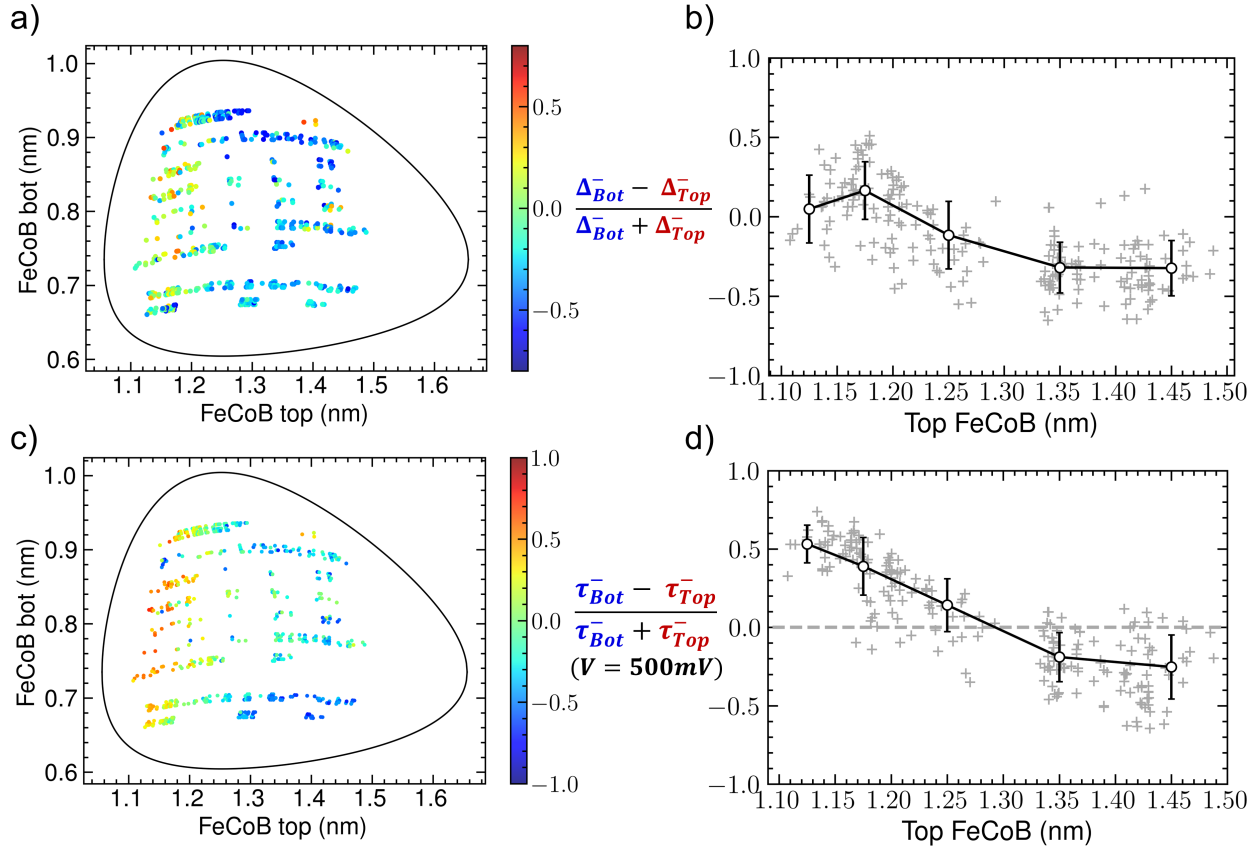 a)
FeCoB bot (nm)
1.0
0.9
0.8
0.7
0.6
1.1 1.2 1.3 1.4 1.5 1.6
FeCoB top (nm)
0.5
0.0
−0.5
Δ⁻Bot − Δ⁻Top
Δ⁻Bot + Δ⁻Top
b)
1.0
0.5
0.0
−0.5
−1.0
1.10 1.15 1.20 1.25 1.30 1.35 1.40 1.45 1.50
Top FeCoB (nm)
c)
FeCoB bot (nm)
1.0
0.9
0.8
0.7
0.6
1.1 1.2 1.3 1.4 1.5 1.6
FeCoB top (nm)
1.0
0.5
0.0
−0.5
−1.0
τ⁻Bot − τ⁻Top
τ⁻Bot + τ⁻Top
(V = 500mV)
d)
1.0
0.5
0.0
−0.5
−1.0
1.10 1.15 1.20 1.25 1.30 1.35 1.40 1.45 1.50
Top FeCoB (nm)